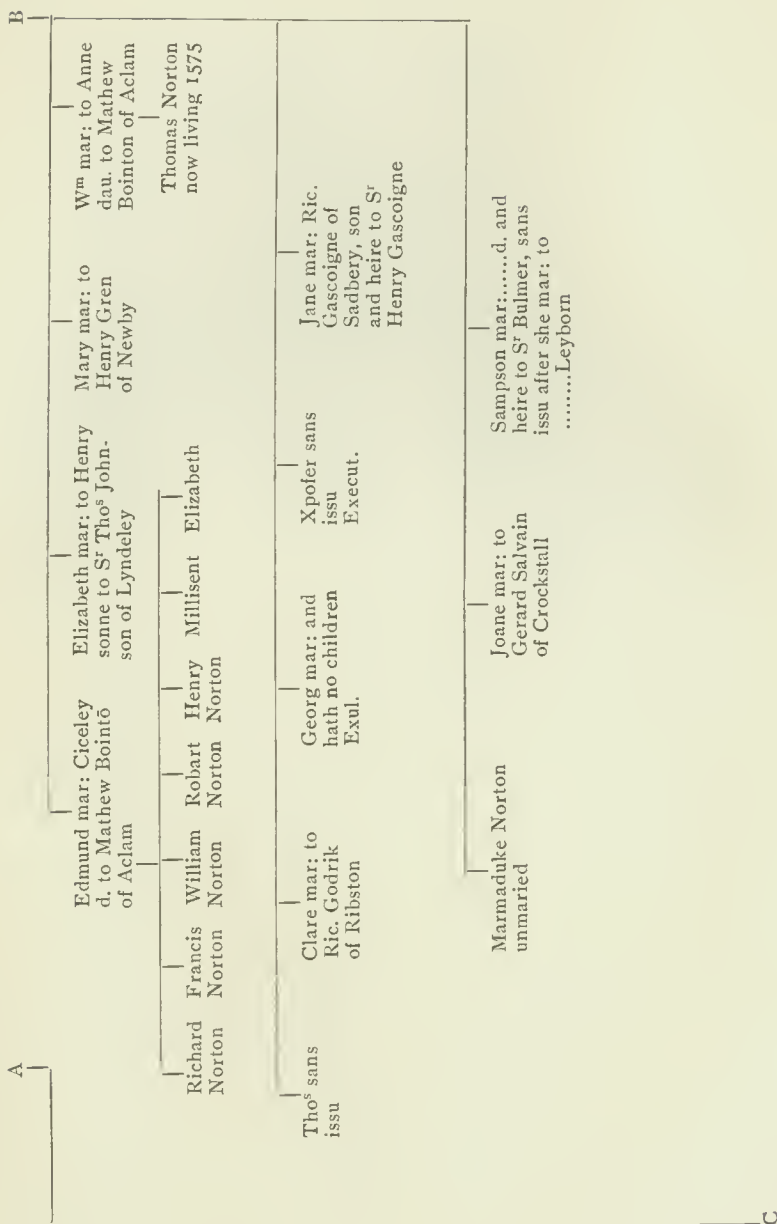 A
B
Edmund mar: Ciceley
d. to Mathew Bointō
of Aclam
Elizabeth mar: to Henry
sonne to Sʳ Thoˢ John-
son of Lyndeley
Mary mar: to
Henry Gren
of Newby
Wᵐ mar: to Anne
dau. to Mathew
Bointon of Aclam
Thomas Norton
now living 1575
Richard
Norton
Francis
Norton
William
Norton
Robart
Norton
Henry
Norton
Millisent
Elizabeth
Thoˢ sans
issu
Clare mar: to
Ric. Godrik
of Ribston
Georg mar: and
hath no children
Exul.
Xpofer sans
issu
Execut.
Jane mar: Ric.
Gascoigne of
Sadbery, son
and heire to Sʳ
Henry Gascoigne
Marmaduke Norton
unmaried
Joane mar: to
Gerard Salvain
of Crockstall
Sampson mar:......d. and
heire to Sʳ Bulmer, sans
issu after she mar: to
.........Leyborn
C